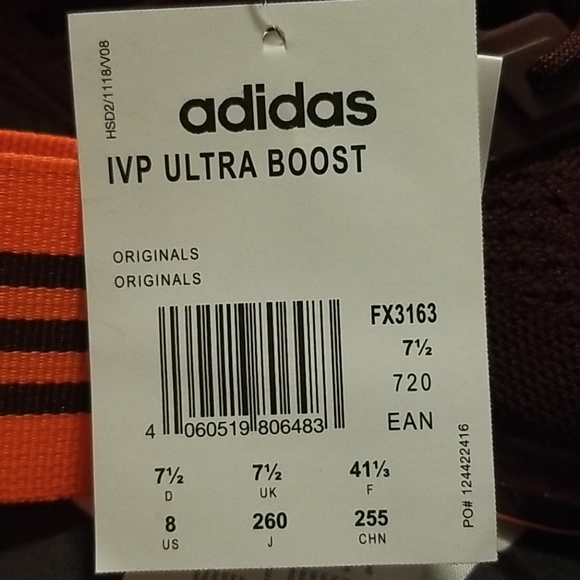 HSD2/1118/V08
adidas
IVP ULTRA BOOST
ORIGINALS
ORIGINALS
FX3163
7½
720
EAN
4 060519 806483
7½ 7½ 41⅓
D UK F
8 260 255
US J CHN
PO# 124422416